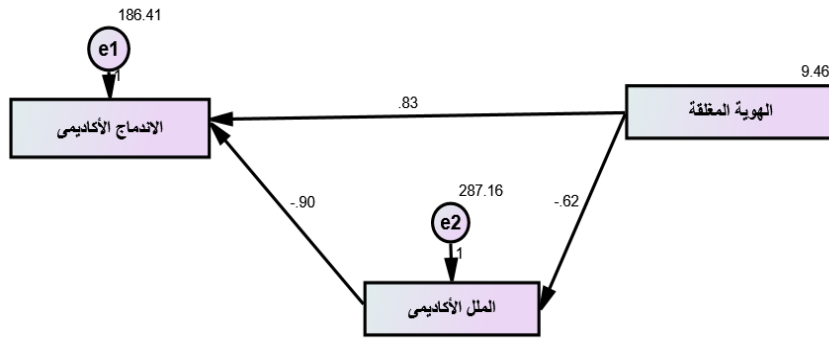 186.41
e1
1
9.46
الهوية المغلقة
.83
الاندماج الأكاديمى
-.90
287.16
-.62
e2
1
الملل الأكاديمى